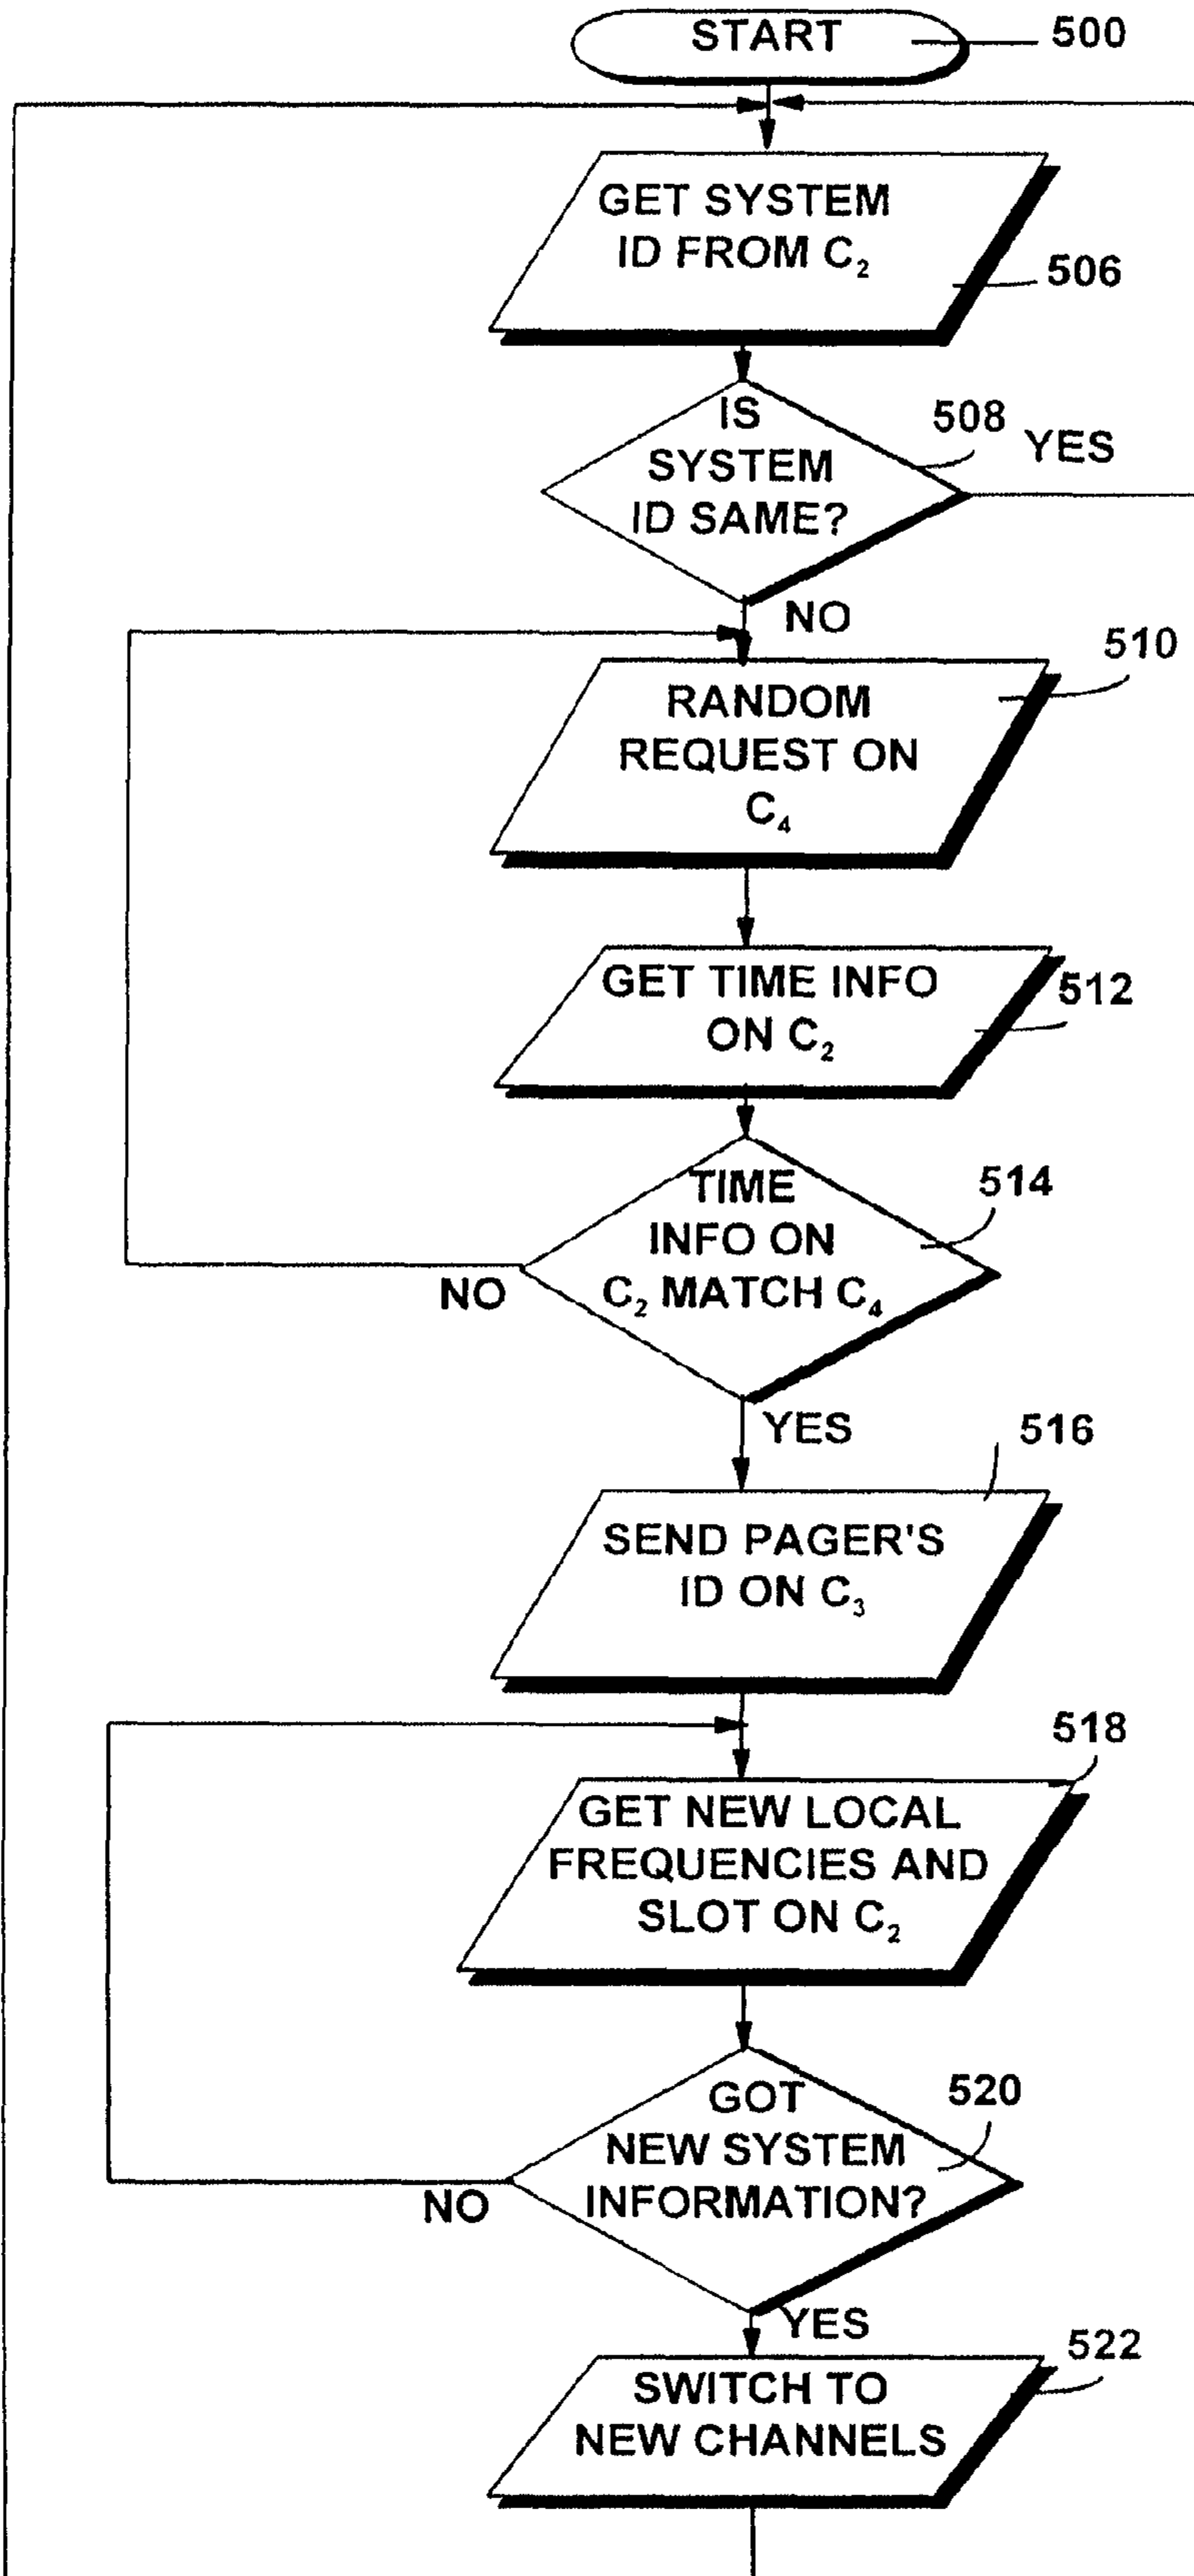 START
500
GET SYSTEM
ID FROM C₂
506
IS
SYSTEM
ID SAME?
508
YES
NO
510
RANDOM
REQUEST ON
C₄
GET TIME INFO
ON C₂
512
TIME
INFO ON
C₂ MATCH C₄
514
NO
YES
516
SEND PAGER'S
ID ON C₃
518
GET NEW LOCAL
FREQUENCIES AND
SLOT ON C₂
GOT
NEW SYSTEM
INFORMATION?
520
NO
YES
522
SWITCH TO
NEW CHANNELS